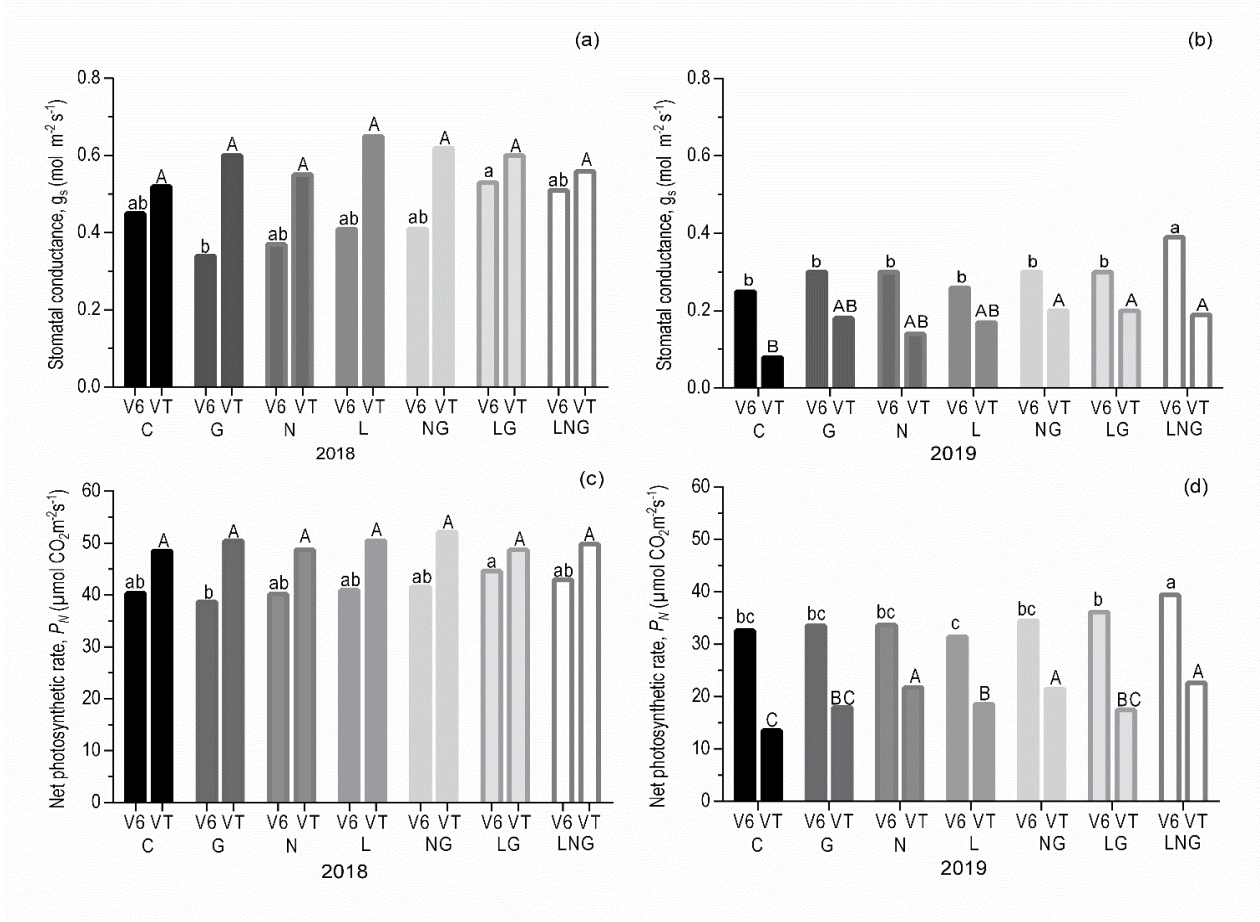 (a)
Stomatal conductance, gs (mol m-2 s-1)
0.8
0.6
0.4
0.2
0.0
ab A b A ab A ab A ab A a A ab A
V6 VT V6 VT V6 VT V6 VT V6 VT V6 VT V6 VT
C G N L NG LG LNG
2018
(b)
Stomatal conductance, gs (mol m-2 s-1)
0.8
0.6
0.4
0.2
0.0
b B b AB b AB b AB b A b A a A
V6 VT V6 VT V6 VT V6 VT V6 VT V6 VT V6 VT
C G N L NG LG LNG
2019
(c)
Net photosynthetic rate, PN (µmol CO2m-2s-1)
60
50
40
30
20
10
0
ab A b A ab A ab A ab A a A ab A
V6 VT V6 VT V6 VT V6 VT V6 VT V6 VT V6 VT
C G N L NG LG LNG
2018
(d)
Net photosynthetic rate, PN (µmol CO2m-2s-1)
60
50
40
30
20
10
0
bc C bc BC bc A c B bc A b BC a A
V6 VT V6 VT V6 VT V6 VT V6 VT V6 VT V6 VT
C G N L NG LG LNG
2019